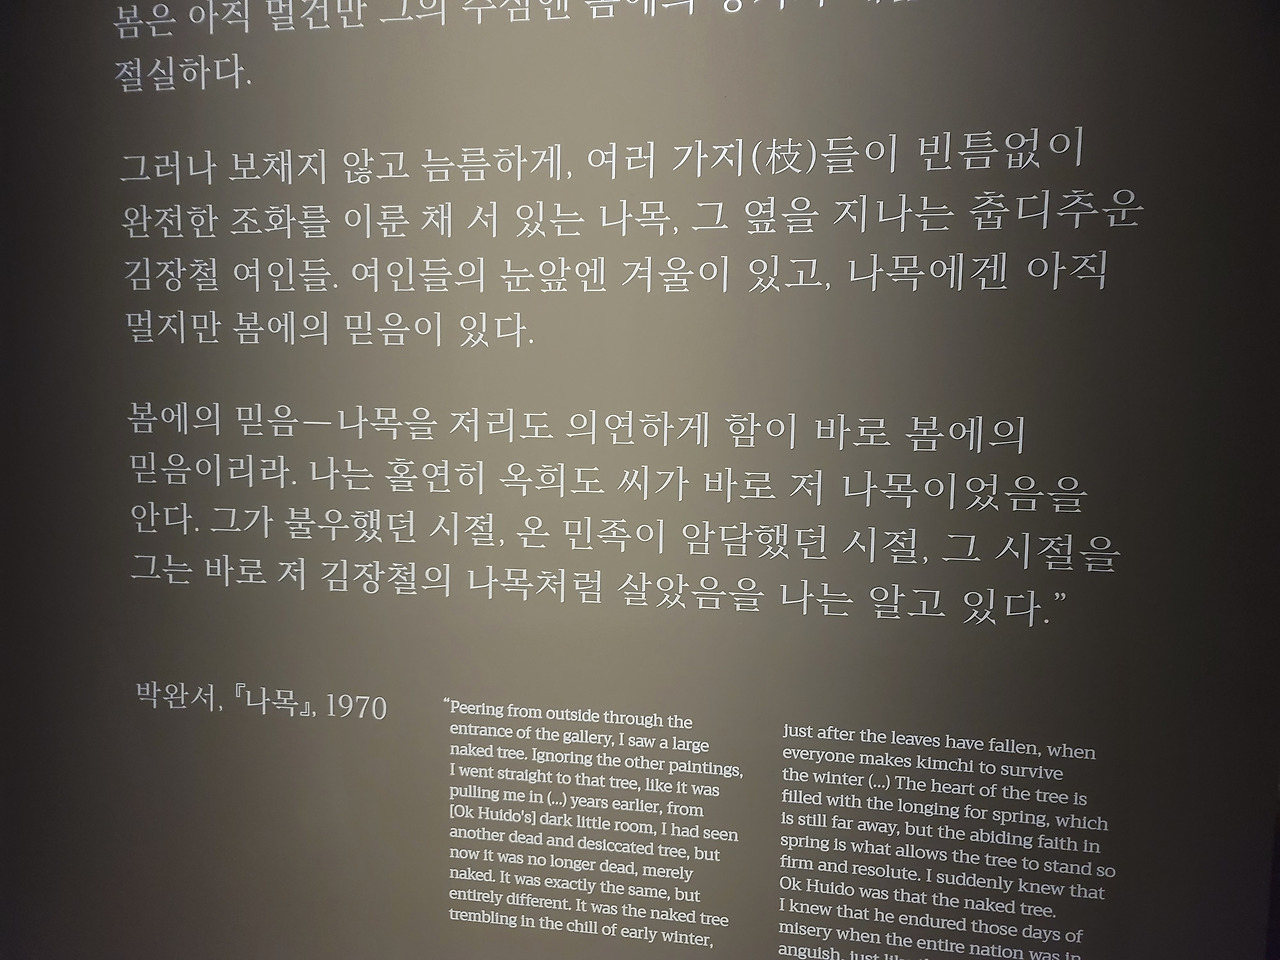 봄은 아직 멀건만 그의 수심엔 봄에의
절실하다.
그러나 보채지 않고 늠름하게, 여러 가지(枝)들이 빈틈없이
완전한 조화를 이룬 채 서 있는 나목, 그 옆을 지나는 춥디추운
김장철 여인들. 여인들의 눈앞엔 겨울이 있고, 나목에겐 아직
멀지만 봄에의 믿음이 있다.
봄에의 믿음—나목을 저리도 의연하게 함이 바로 봄에의
믿음이리라. 나는 홀연히 옥희도 씨가 바로 저 나목이었음을
안다. 그가 불우했던 시절, 온 민족이 암담했던 시절, 그 시절을
그는 바로 저 김장철의 나목처럼 살았음을 나는 알고 있다.”
박완서, 『나목』, 1970
“Peering from outside through the
entrance of the gallery, I saw a large
naked tree. Ignoring the other paintings,
I went straight to that tree, like it was
pulling me in (...) years earlier, from
[Ok Huido's] dark little room, I had seen
another dead and desiccated tree, but
now it was no longer dead, merely
naked. It was exactly the same, but
entirely different. It was the naked tree
trembling in the chill of early winter,
just after the leaves have fallen, when
everyone makes kimchi to survive
the winter (...) The heart of the tree is
filled with the longing for spring, which
is still far away, but the abiding faith in
spring is what allows the tree to stand so
firm and resolute. I suddenly knew that
Ok Huido was that the naked tree.
I knew that he endured those days of
misery when the entire nation was in
anguish, just